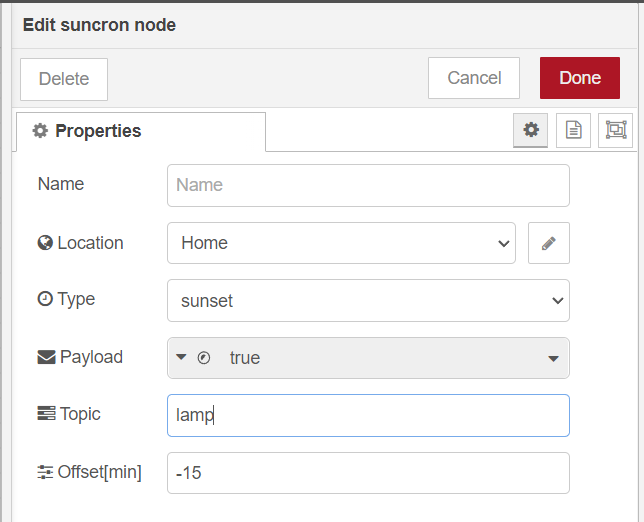 Edit suncron node
Delete
Cancel
Done
Properties
Name
Name
Location
Home
Type
sunset
Payload
true
Topic
lamp
Offset[min]
-15